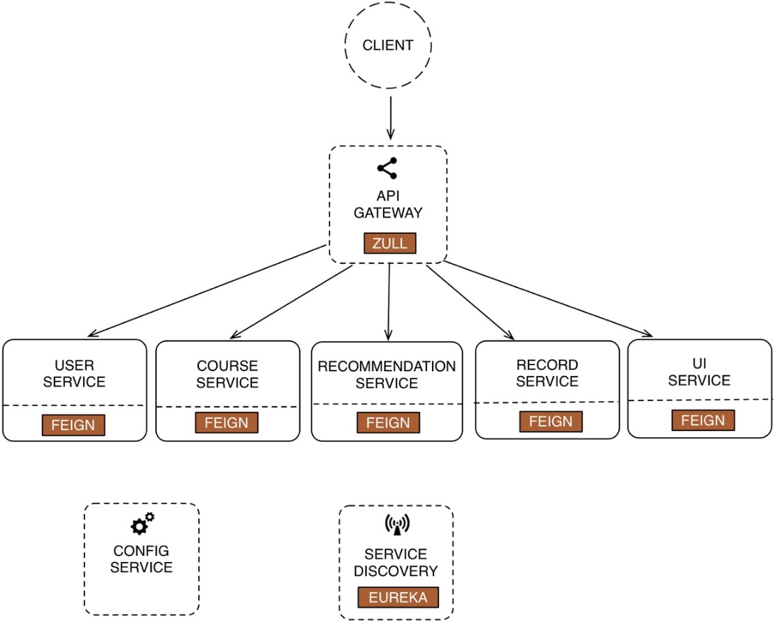 CLIENT
API
GATEWAY
ZULL
USER
SERVICE
FEIGN
COURSE
SERVICE
FEIGN
RECOMMENDATION
SERVICE
FEIGN
RECORD
SERVICE
FEIGN
UI
SERVICE
FEIGN
CONFIG
SERVICE
SERVICE
DISCOVERY
EUREKA